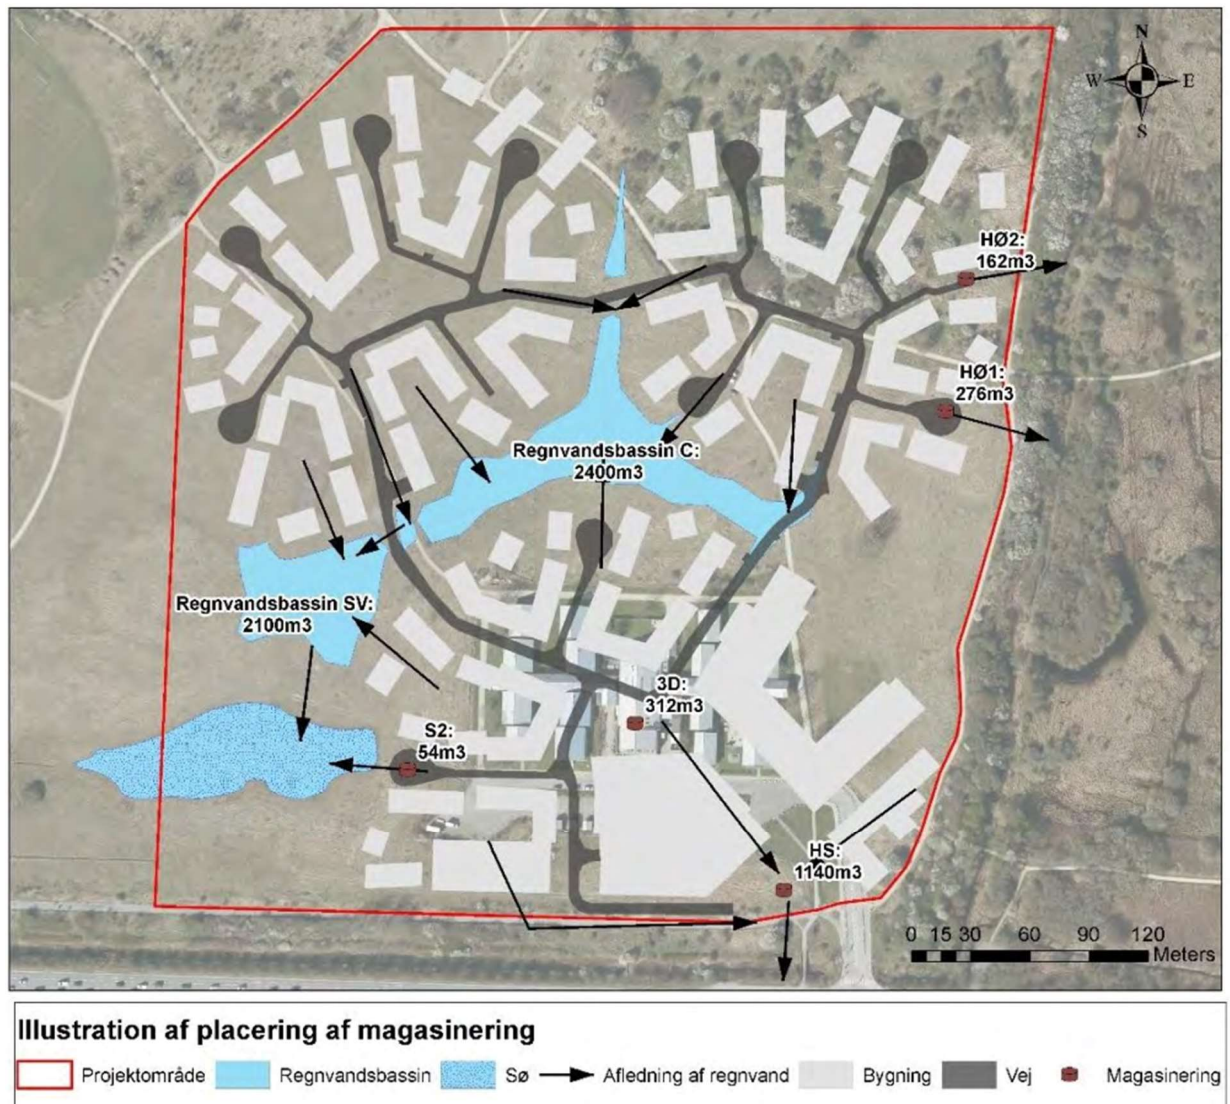 N
W E
S
HØ2:
162m3
HØ1:
276m3
Regnvandsbassin C:
2400m3
Regnvandsbassin SV:
2100m3
3D:
312m3
S2:
54m3
HS:
1140m3
0 15 30 60 90 120
Meters
Illustration af placering af magasinering
Projektområde Regnvandsbassin Sø Afledning af regnvand Bygning Vej Magasinering